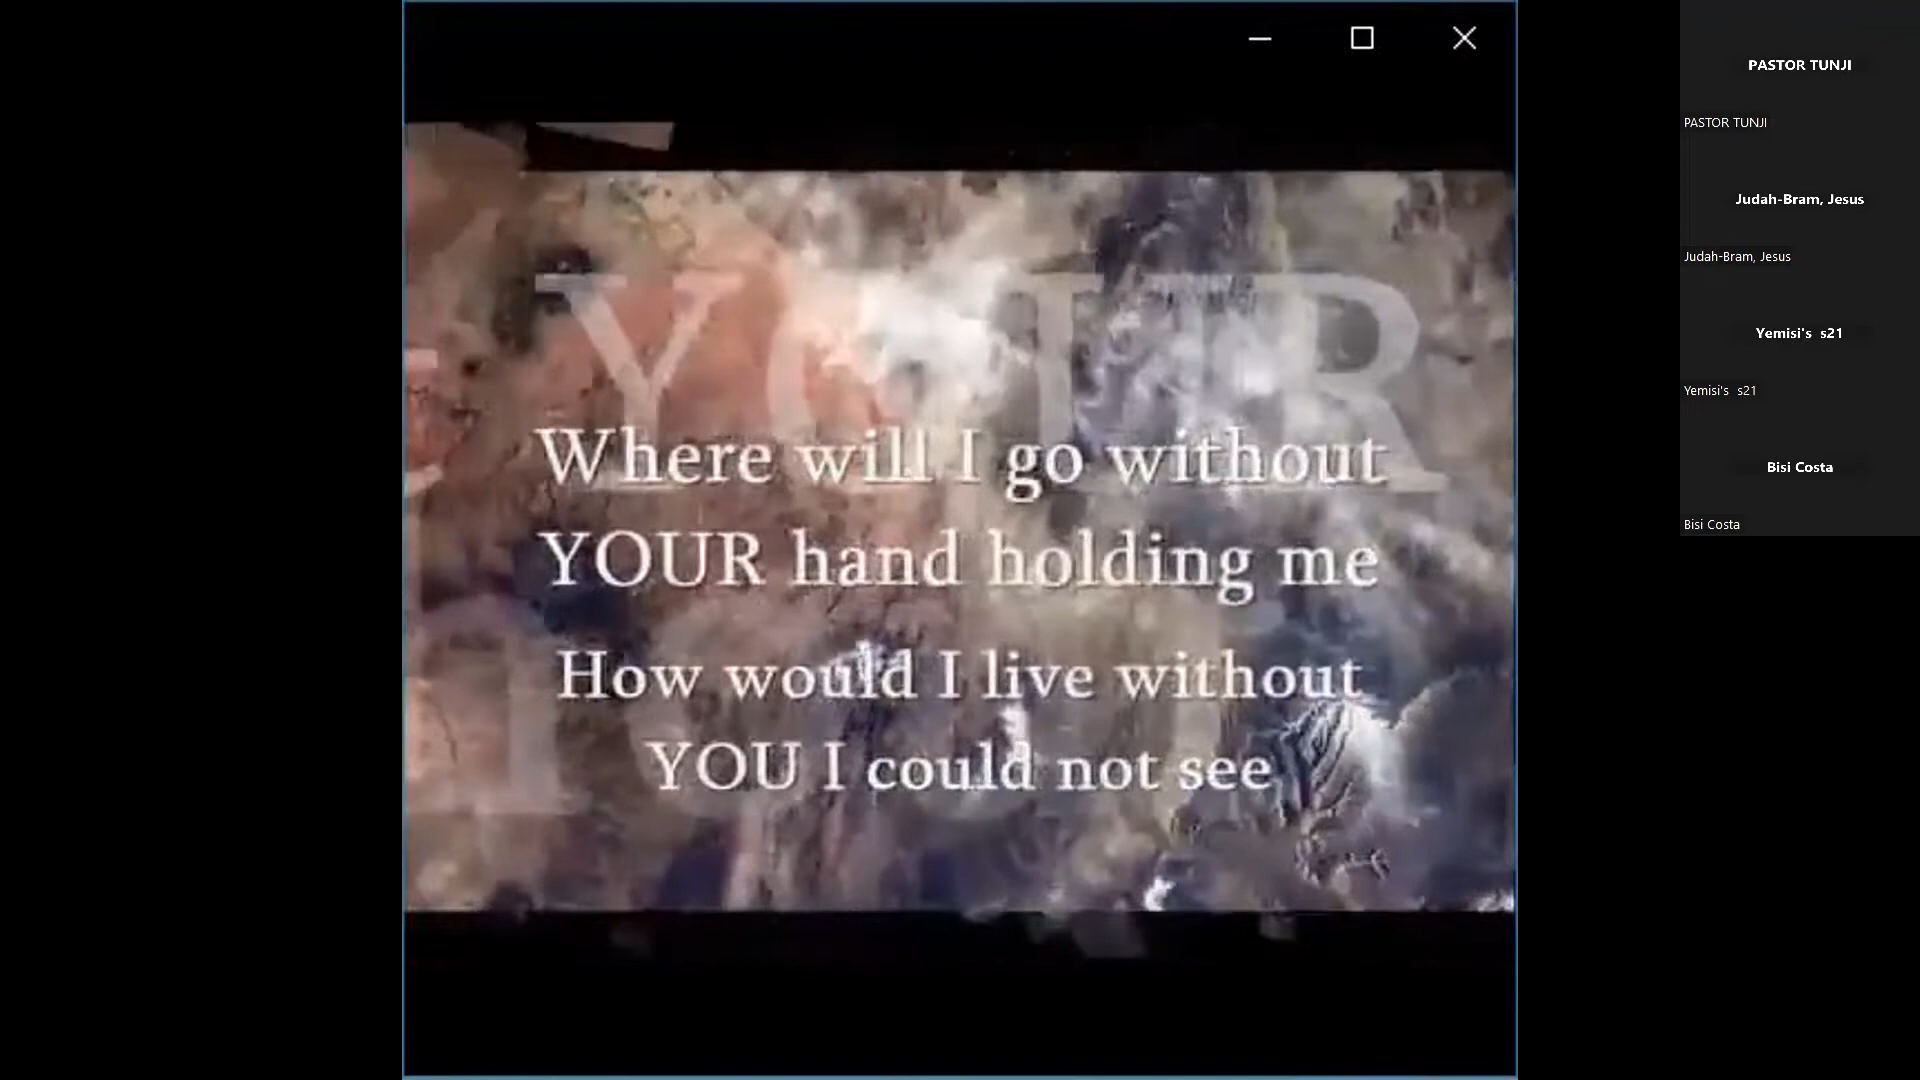 YOUR
Where will I go without
YOUR hand holding me
How would I live without
YOU I could not see
PASTOR TUNJI
PASTOR TUNJI
Judah-Bram, Jesus
Judah-Bram, Jesus
Yemisi's s21
Yemisi's s21
Bisi Costa
Bisi Costa